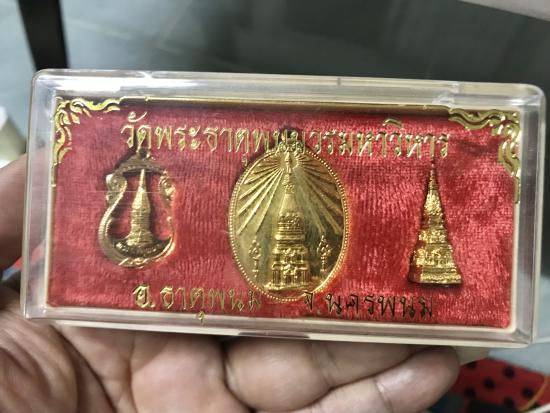 วัดพระธาตุพนมวรมหาวิหาร
อ.ธาตุพนม จ.นครพนม